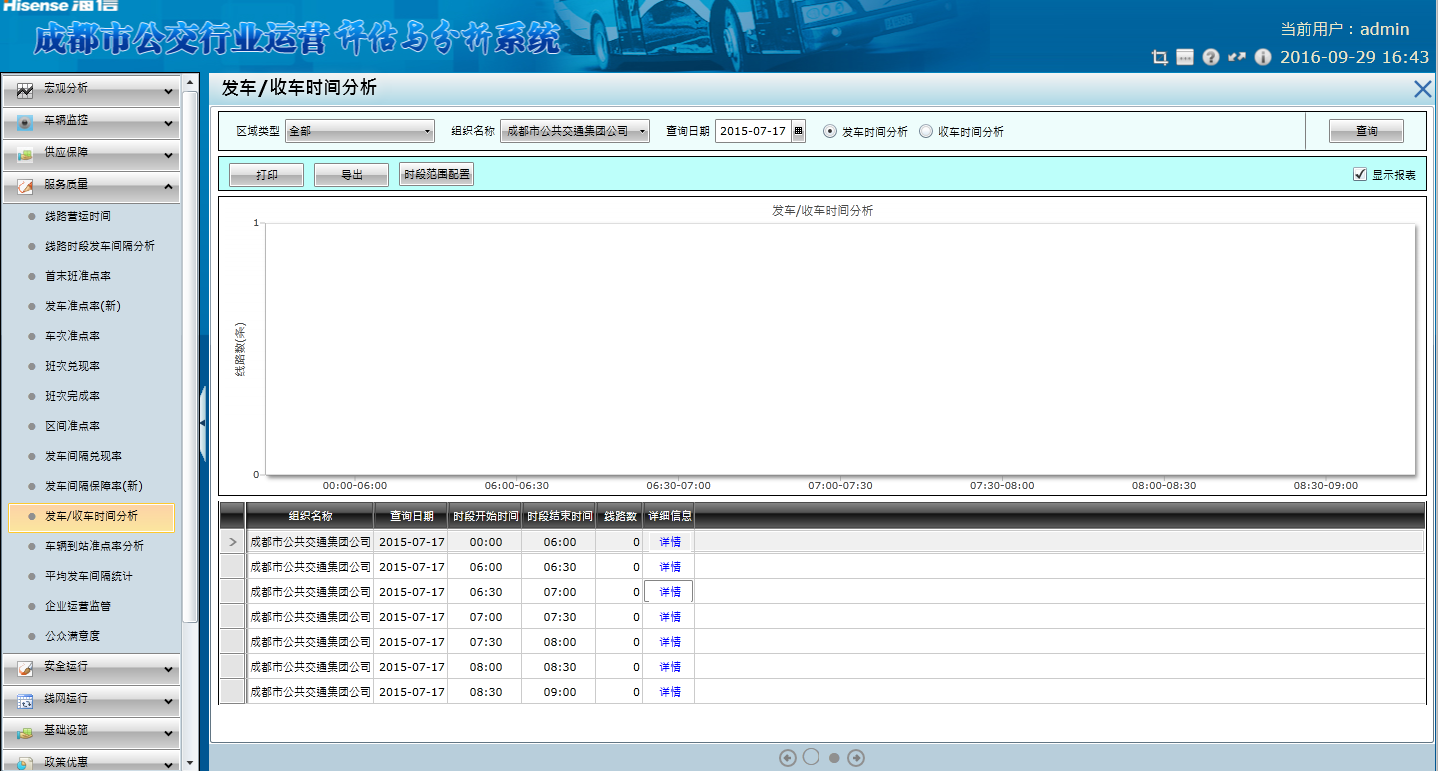 Hisense 海信
成都市公交行业运营评估与分析系统
当前用户：admin
2016-09-29 16:43
宏观分析
车辆监控
供应保障
服务质量
线路营运时间
线路时段发车间隔分析
首末班准点率
发车准点率(新)
车次准点率
班次兑现率
班次完成率
区间准点率
发车间隔兑现率
发车间隔保障率(新)
发车/收车时间分析
车辆到站准点率分析
平均发车间隔统计
企业运营监管
公众满意度
安全运行
线网运行
基础设施
政策优惠
发车/收车时间分析
区域类型 全部 组织名称 成都市公共交通集团公司 查询日期 2015-07-17 发车时间分析 收车时间分析 查询
打印 导出 时段范围配置 显示报表
发车/收车时间分析
1
线路数(条)
0
00:00-06:00 06:00-06:30 06:30-07:00 07:00-07:30 07:30-08:00 08:00-08:30 08:30-09:00
组织名称 查询日期 时段开始时间 时段结束时间 线路数 详细信息
> 成都市公共交通集团公司 2015-07-17 00:00 06:00 0 详情
成都市公共交通集团公司 2015-07-17 06:00 06:30 0 详情
成都市公共交通集团公司 2015-07-17 06:30 07:00 0 详情
成都市公共交通集团公司 2015-07-17 07:00 07:30 0 详情
成都市公共交通集团公司 2015-07-17 07:30 08:00 0 详情
成都市公共交通集团公司 2015-07-17 08:00 08:30 0 详情
成都市公共交通集团公司 2015-07-17 08:30 09:00 0 详情